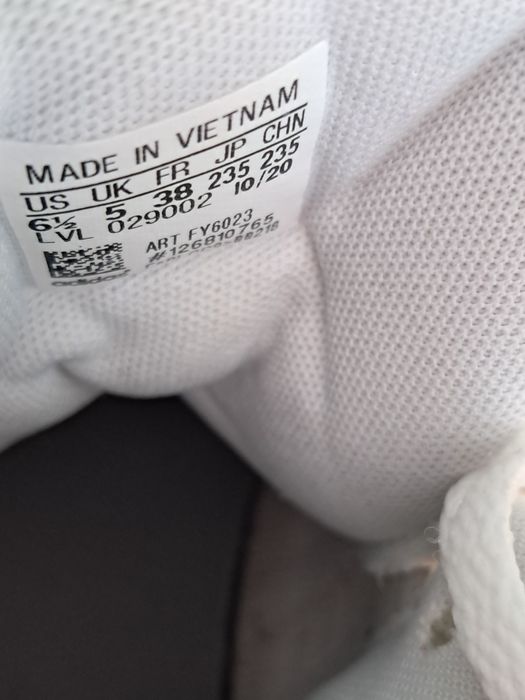 MADE IN VIETNAM
US UK FR JP CHN
6½ 5 38 235 235
LVL 029002 10/20
ART FY6023
#126810765
adidas